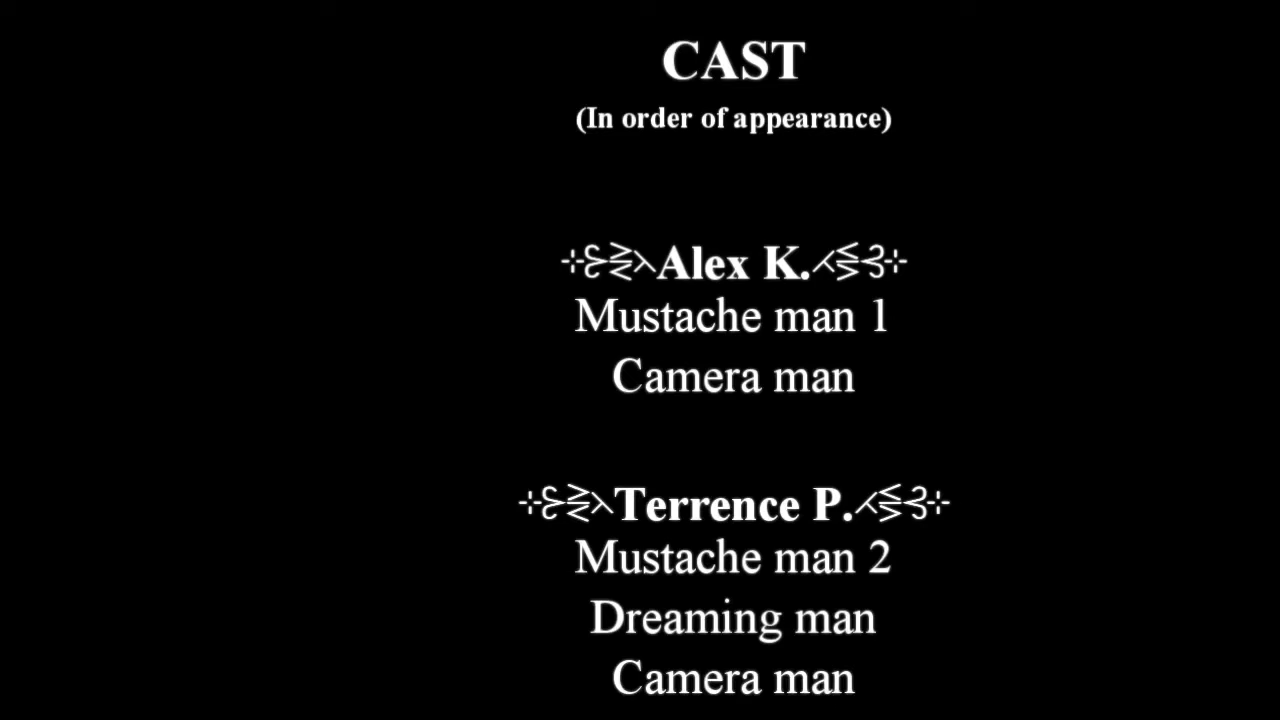 CAST
(In order of appearance)
⊹⊱⋛⋋Alex K.⋌⋚⊰⊹
Mustache man 1
Camera man
⊹⊱⋛⋋Terrence P.⋌⋚⊰⊹
Mustache man 2
Dreaming man
Camera man